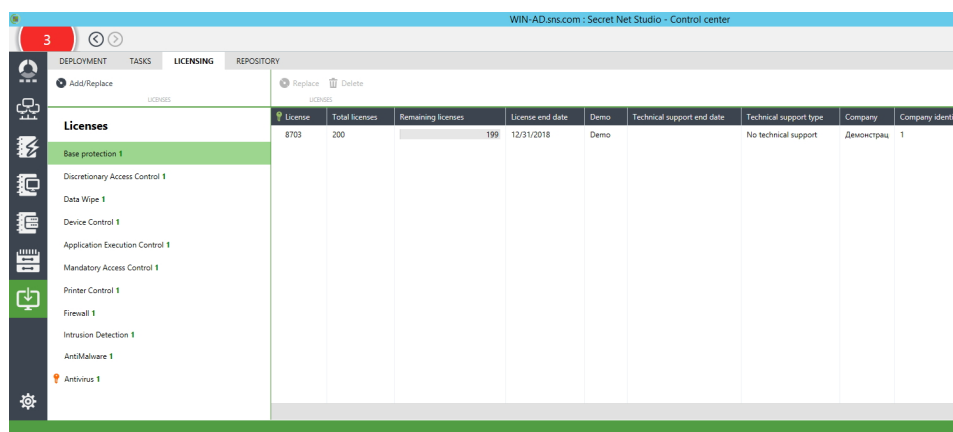 WIN-AD.sns.com : Secret Net Studio - Control center
3
DEPLOYMENT TASKS LICENSING REPOSITORY
Add/Replace
LICENSES
Replace Delete
LICENSES
Licenses
Base protection 1
Discretionary Access Control 1
Data Wipe 1
Device Control 1
Application Execution Control 1
Mandatory Access Control 1
Printer Control 1
Firewall 1
Intrusion Detection 1
AntiMalware 1
Antivirus 1
License Total licenses Remaining licenses License end date Demo Technical support end date Technical support type Company Company identi
8703 200 199 12/31/2018 Demo No technical support Демонстрац 1